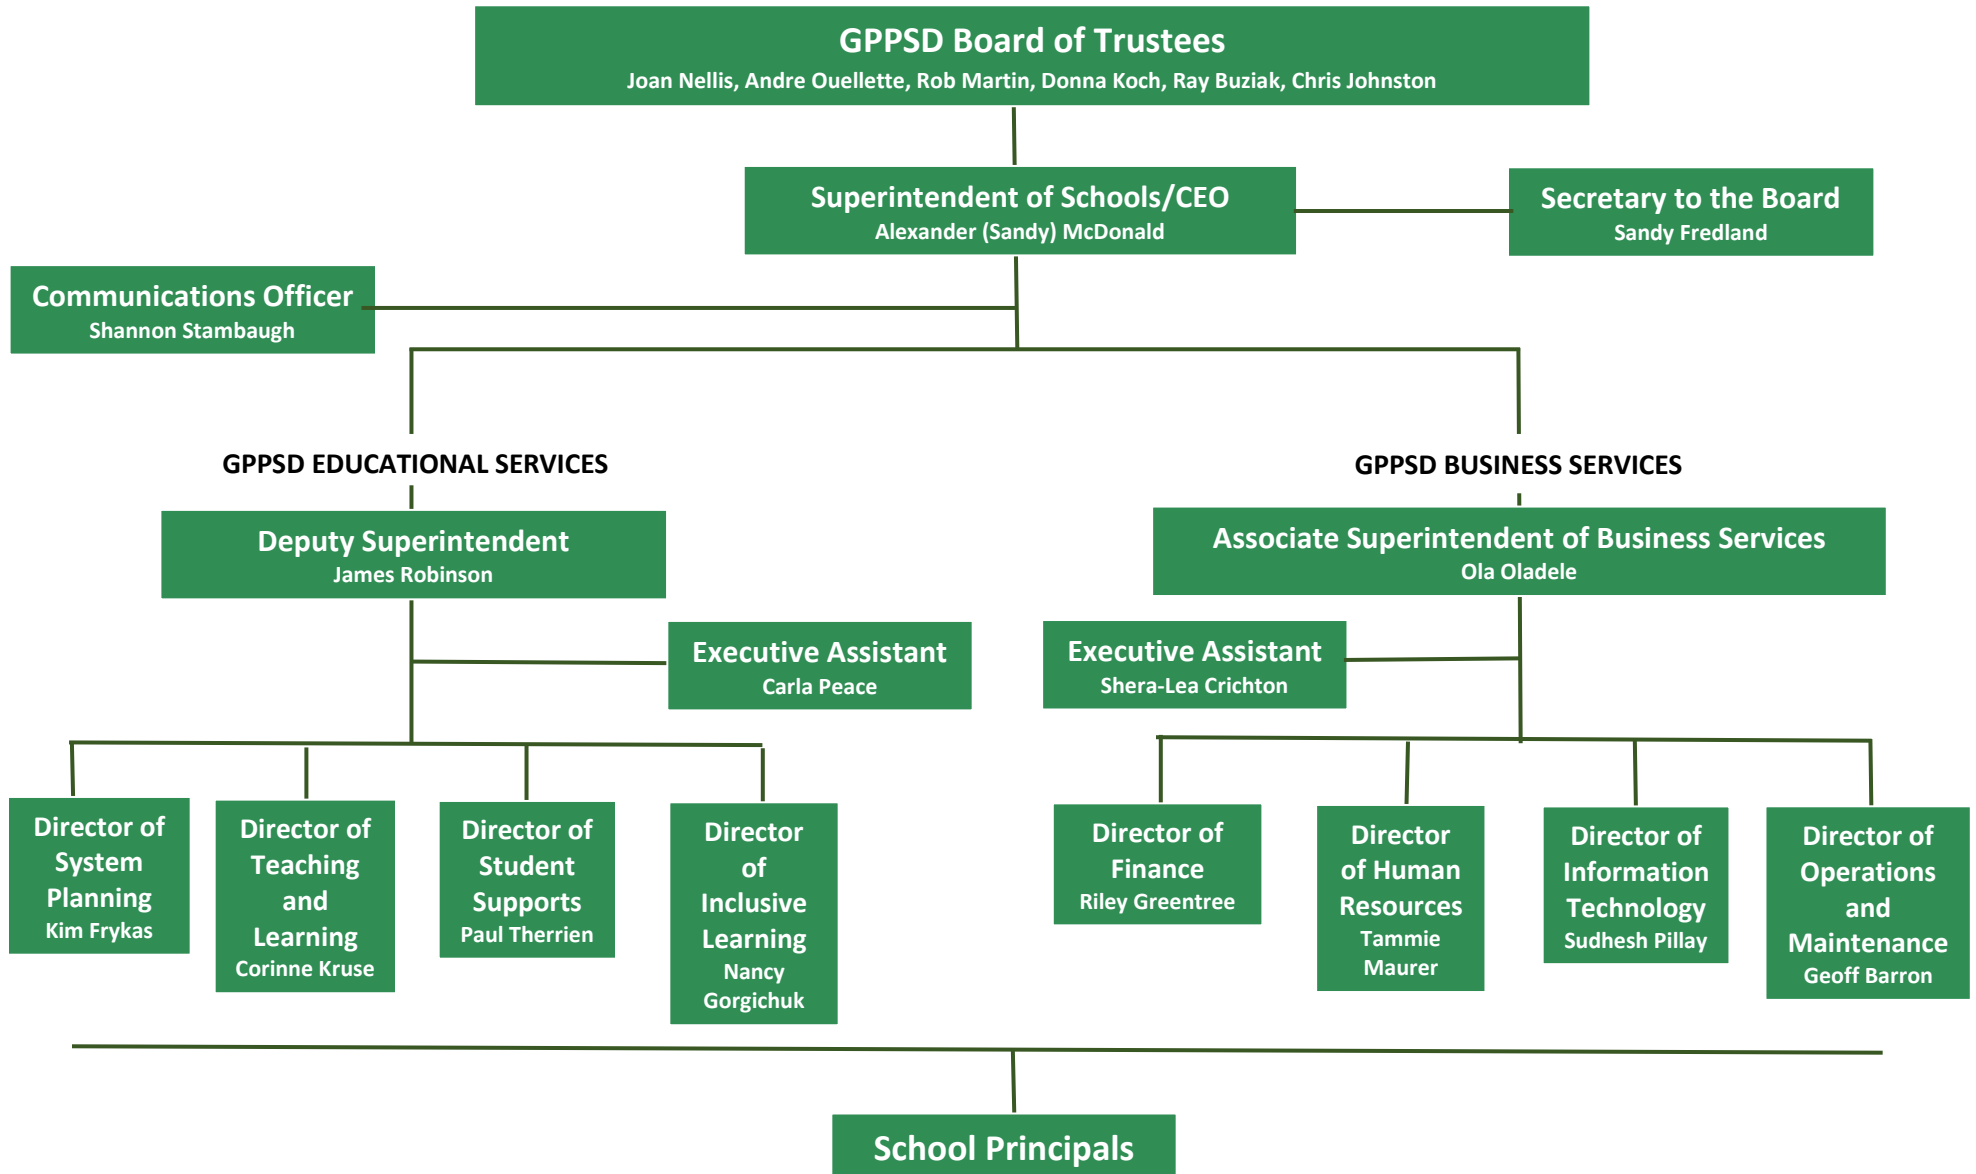 GPPSD Board of Trustees
Joan Nellis, Andre Ouellette, Rob Martin, Donna Koch, Ray Buziak, Chris Johnston
Superintendent of Schools/CEO
Alexander (Sandy) McDonald
Secretary to the Board
Sandy Fredland
Communications Officer
Shannon Stambaugh
GPPSD EDUCATIONAL SERVICES
GPPSD BUSINESS SERVICES
Deputy Superintendent
James Robinson
Associate Superintendent of Business Services
Ola Oladele
Executive Assistant
Carla Peace
Executive Assistant
Shera-Lea Crichton
Director of
System
Planning
Kim Frykas
Director of
Teaching
and
Learning
Corinne Kruse
Director of
Student
Supports
Paul Therrien
Director
of
Inclusive
Learning
Nancy
Gorgichuk
Director of
Finance
Riley Greentree
Director
of Human
Resources
Tammie
Maurer
Director of
Information
Technology
Sudhesh Pillay
Director of
Operations
and
Maintenance
Geoff Barron
School Principals